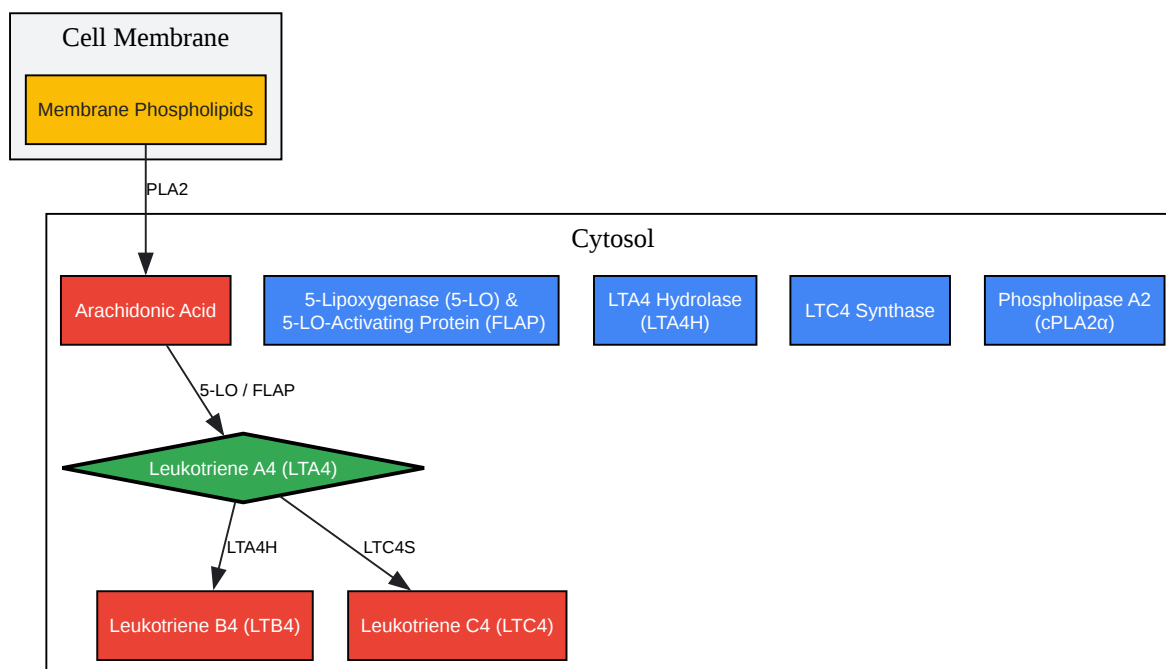 Cell Membrane
Membrane Phospholipids
PLA2
Cytosol
Arachidonic Acid
5-Lipoxygenase (5-LO) &
5-LO-Activating Protein (FLAP)
LTA4 Hydrolase
(LTA4H)
LTC4 Synthase
Phospholipase A2
(cPLA2α)
5-LO / FLAP
Leukotriene A4 (LTA4)
LTA4H
LTC4S
Leukotriene B4 (LTB4)
Leukotriene C4 (LTC4)